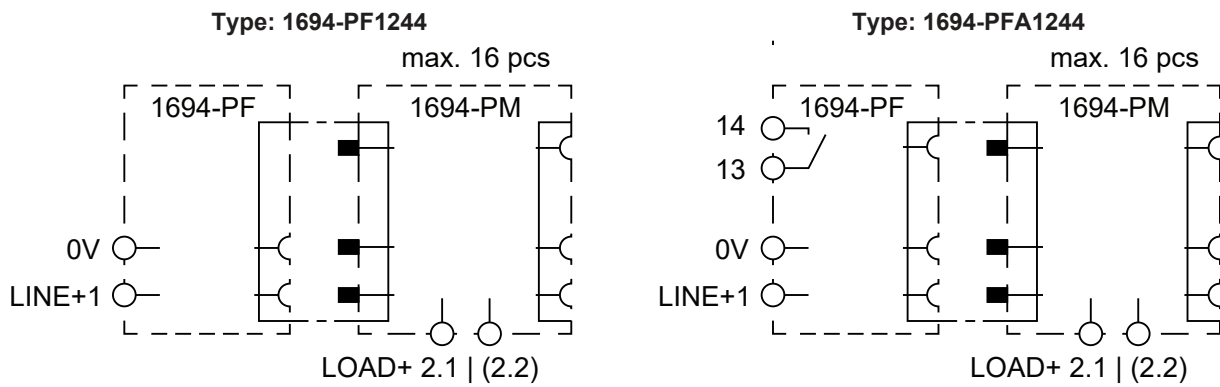 Type: 1694-PF1244
max. 16 pcs
1694-PF
1694-PM
0V
LINE+1
LOAD+ 2.1 | (2.2)
Type: 1694-PFA1244
max. 16 pcs
1694-PF
1694-PM
14
13
0V
LINE+1
LOAD+ 2.1 | (2.2)